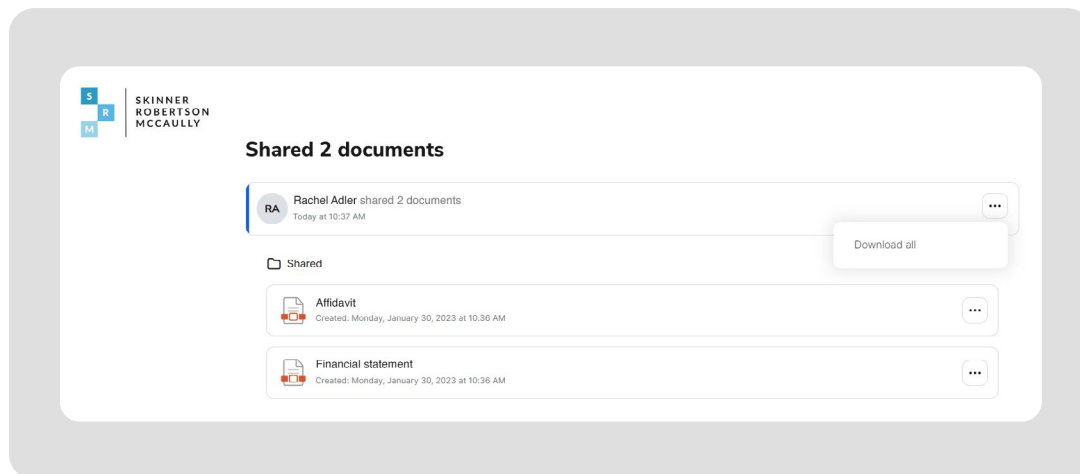 S
R
M
SKINNER
ROBERTSON
MCCAULLY
Shared 2 documents
RA
Rachel Adler shared 2 documents
Today at 10:37 AM
Download all
Shared
Affidavit
Created: Monday, January 30, 2023 at 10.36 AM
Financial statement
Created: Monday, January 30, 2023 at 10:36 AM